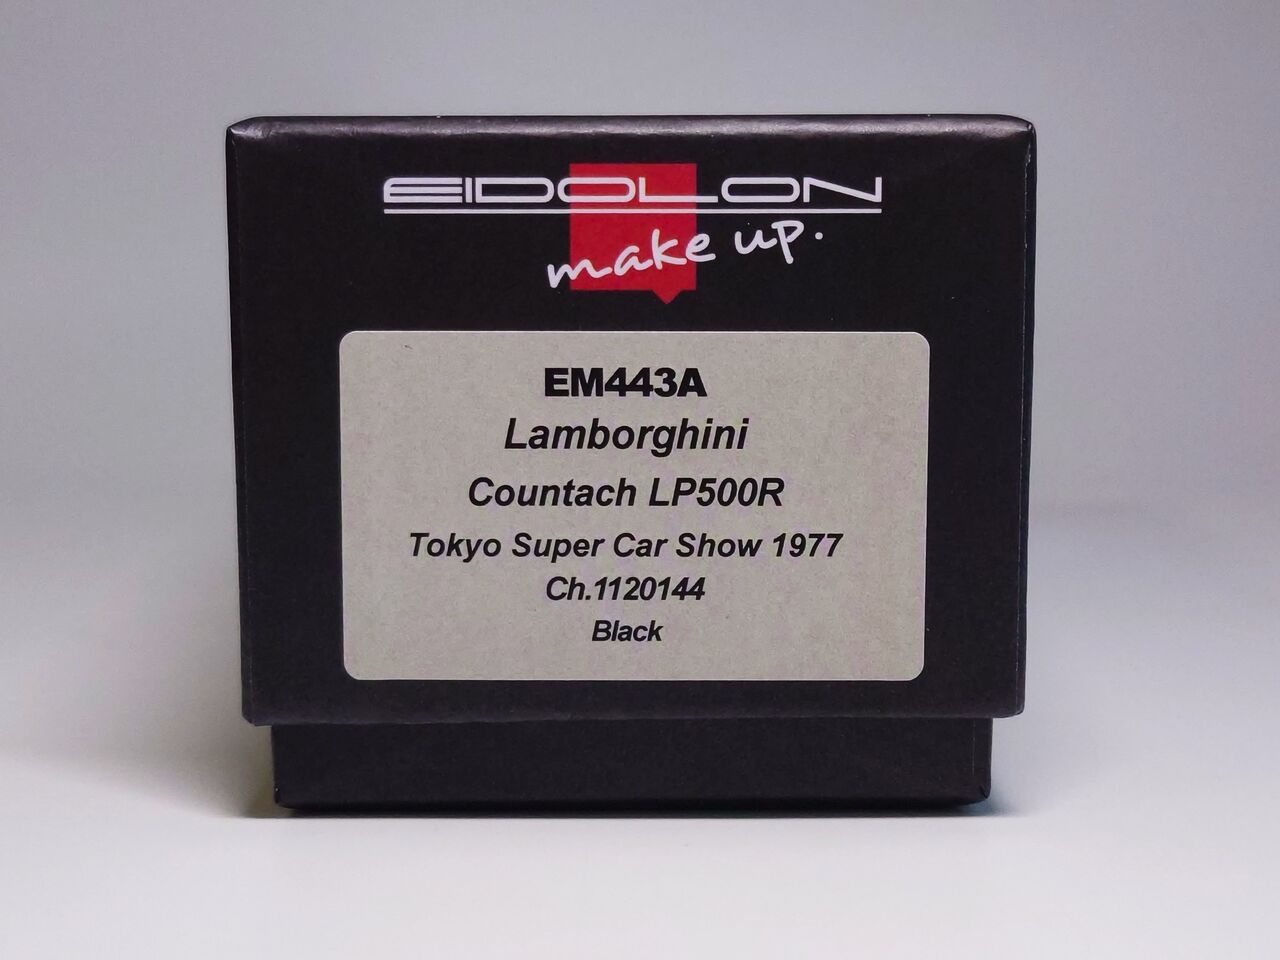 EIDOLON
make up.
EM443A
Lamborghini
Countach LP500R
Tokyo Super Car Show 1977
Ch.1120144
Black